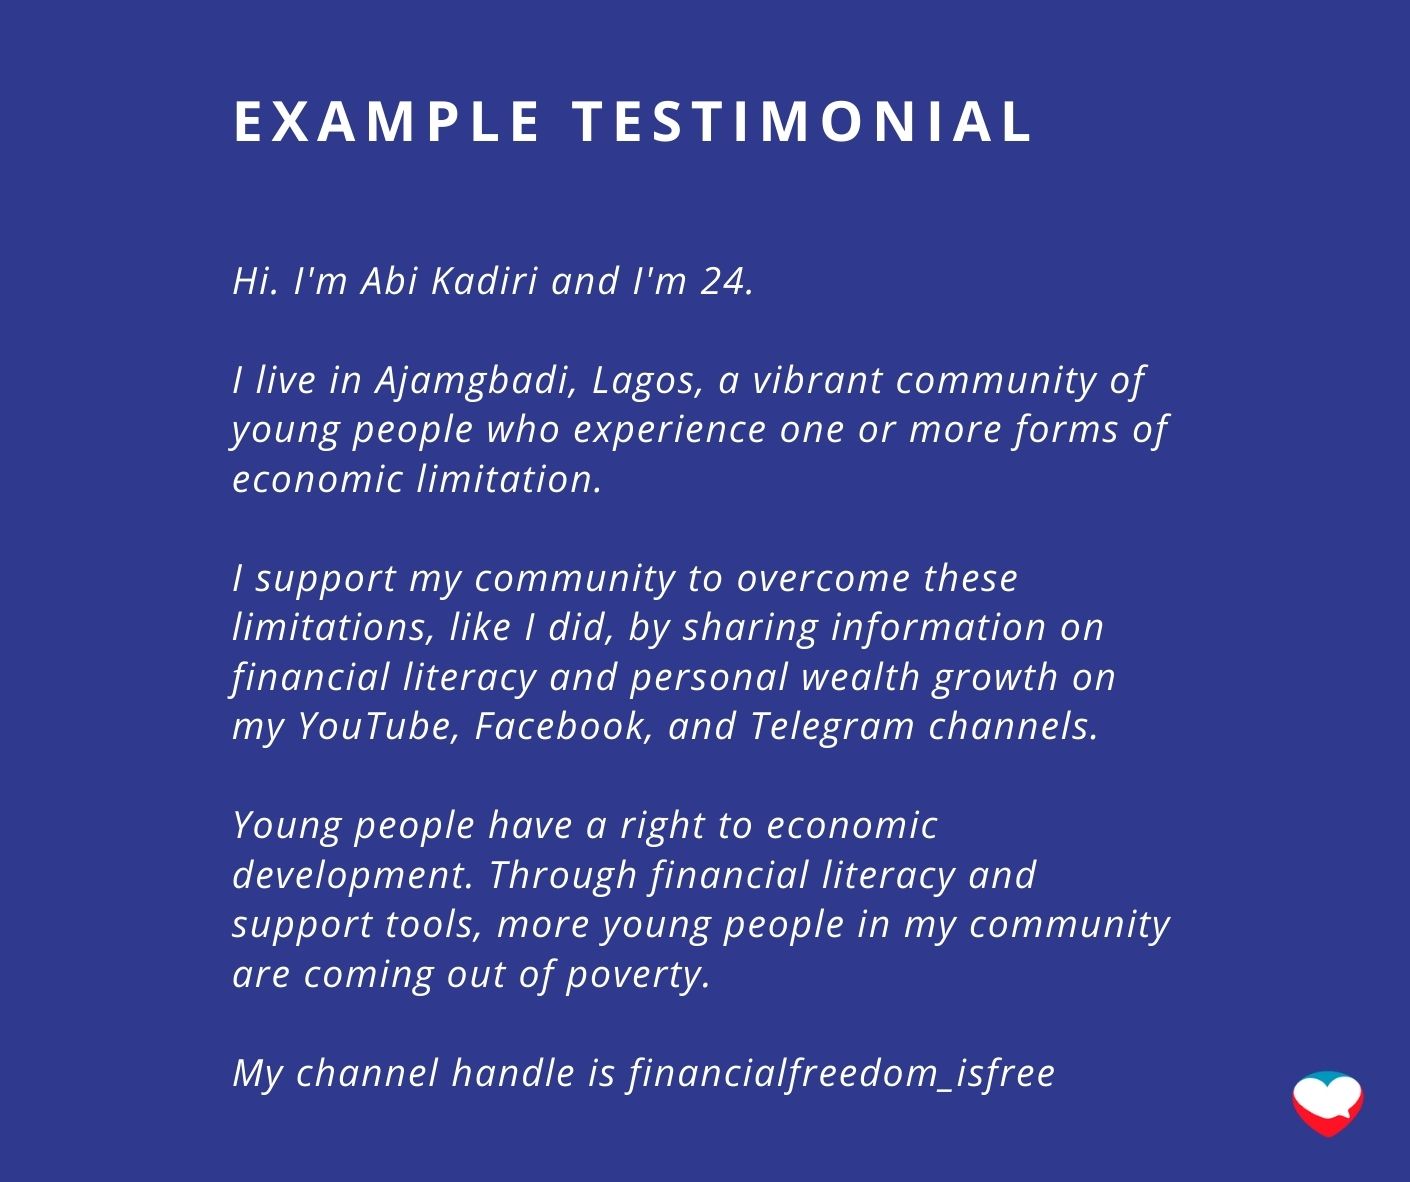 EXAMPLE TESTIMONIAL
Hi. I'm Abi Kadiri and I'm 24.
I live in Ajamgbadi, Lagos, a vibrant community of
young people who experience one or more forms of
economic limitation.
I support my community to overcome these
limitations, like I did, by sharing information on
financial literacy and personal wealth growth on
my YouTube, Facebook, and Telegram channels.
Young people have a right to economic
development. Through financial literacy and
support tools, more young people in my community
are coming out of poverty.
My channel handle is financialfreedom_isfree